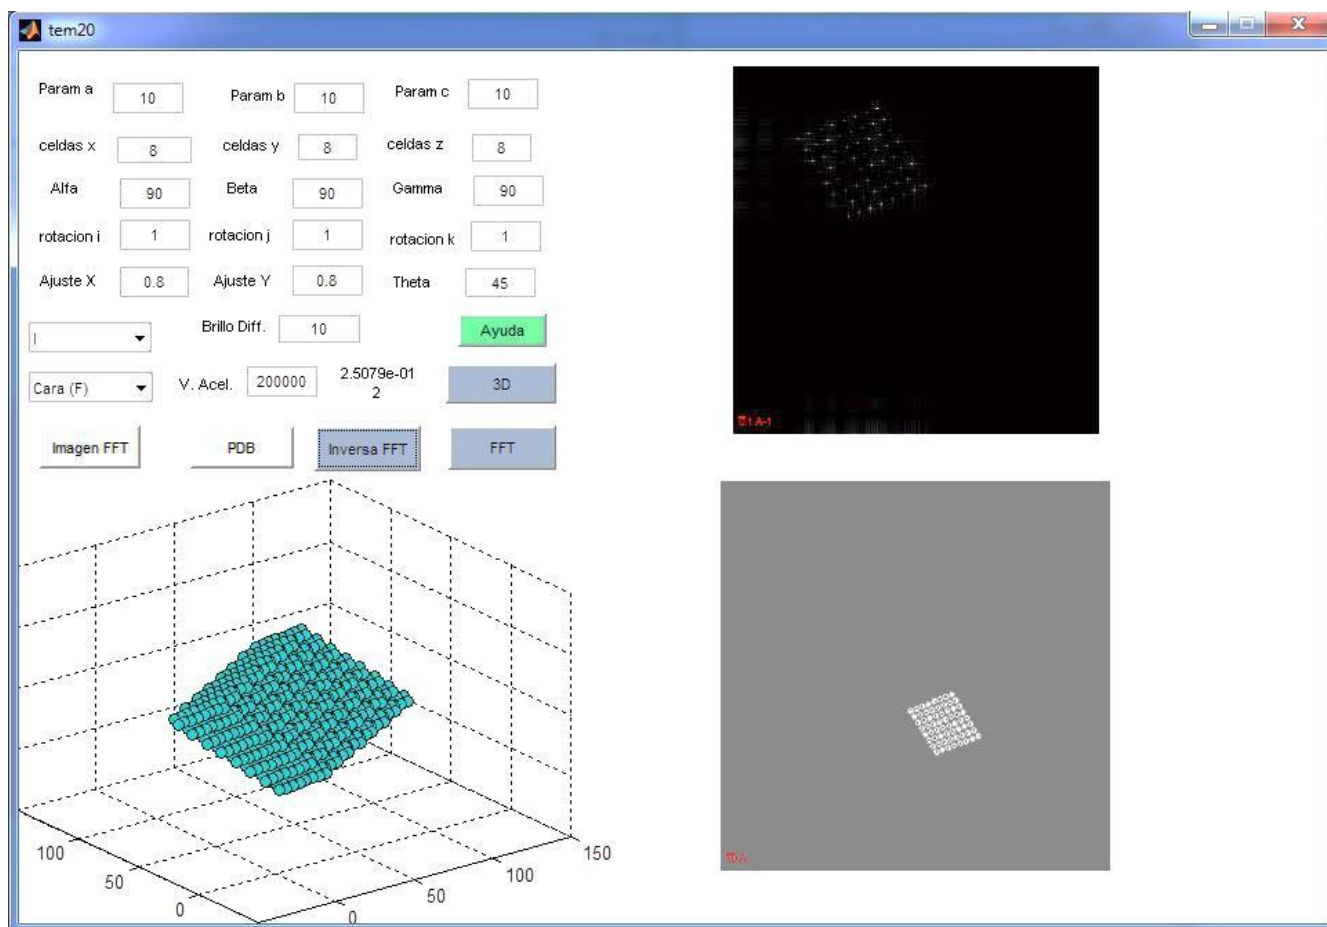 tem20
Param a 10 Param b 10 Param c 10
celdas x 8 celdas y 8 celdas z 8
Alfa 90 Beta 90 Gamma 90
rotacion i 1 rotacion j 1 rotacion k 1
Ajuste X 0.8 Ajuste Y 0.8 Theta 45
I Brillo Diff. 10 Ayuda
Cara (F) V. Acel. 200000 2.5079e-01
2 3D
Imagen FFT PDB Inversa FFT FFT
100
50
0
0
50
100
150
A-1
A